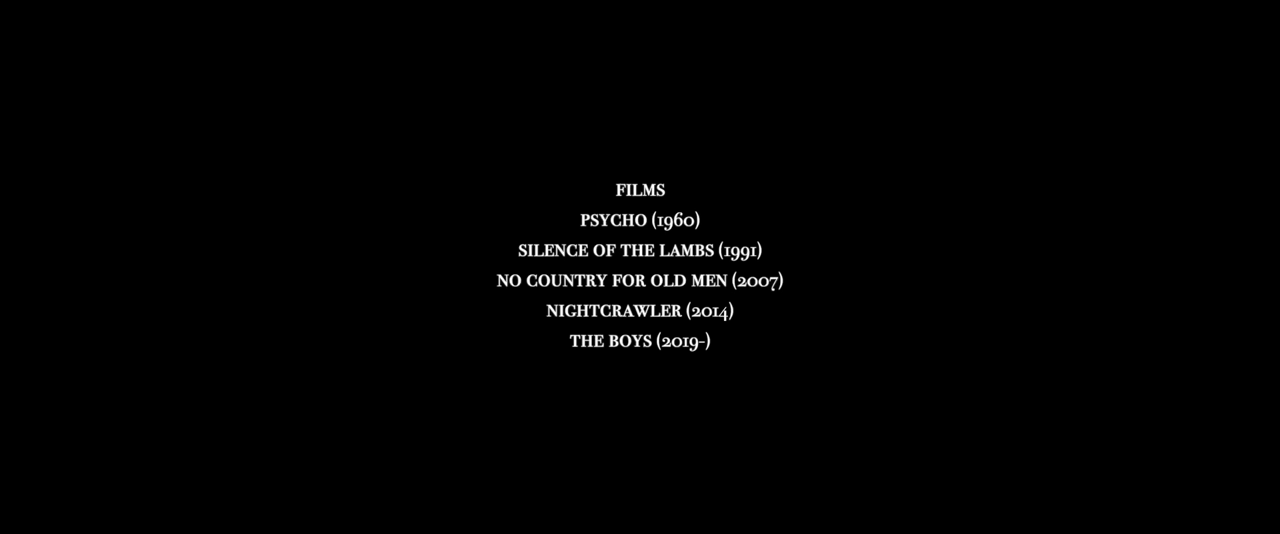 FILMS
PSYCHO (1960)
SILENCE OF THE LAMBS (1991)
NO COUNTRY FOR OLD MEN (2007)
NIGHTCRAWLER (2014)
THE BOYS (2019-)